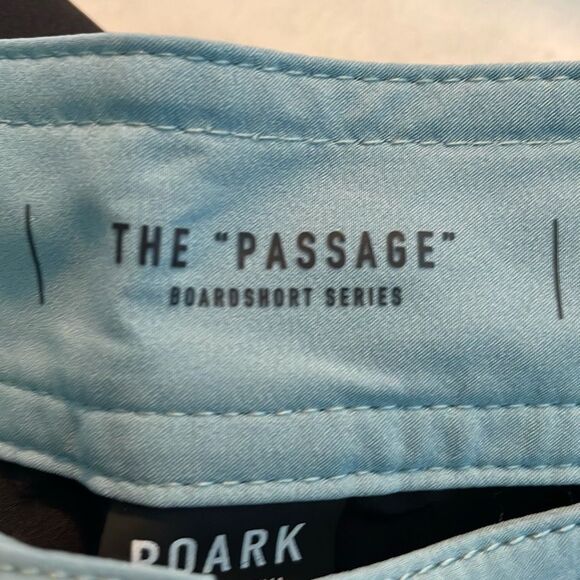 THE "PASSAGE"
BOARDSHORT SERIES
ROARK